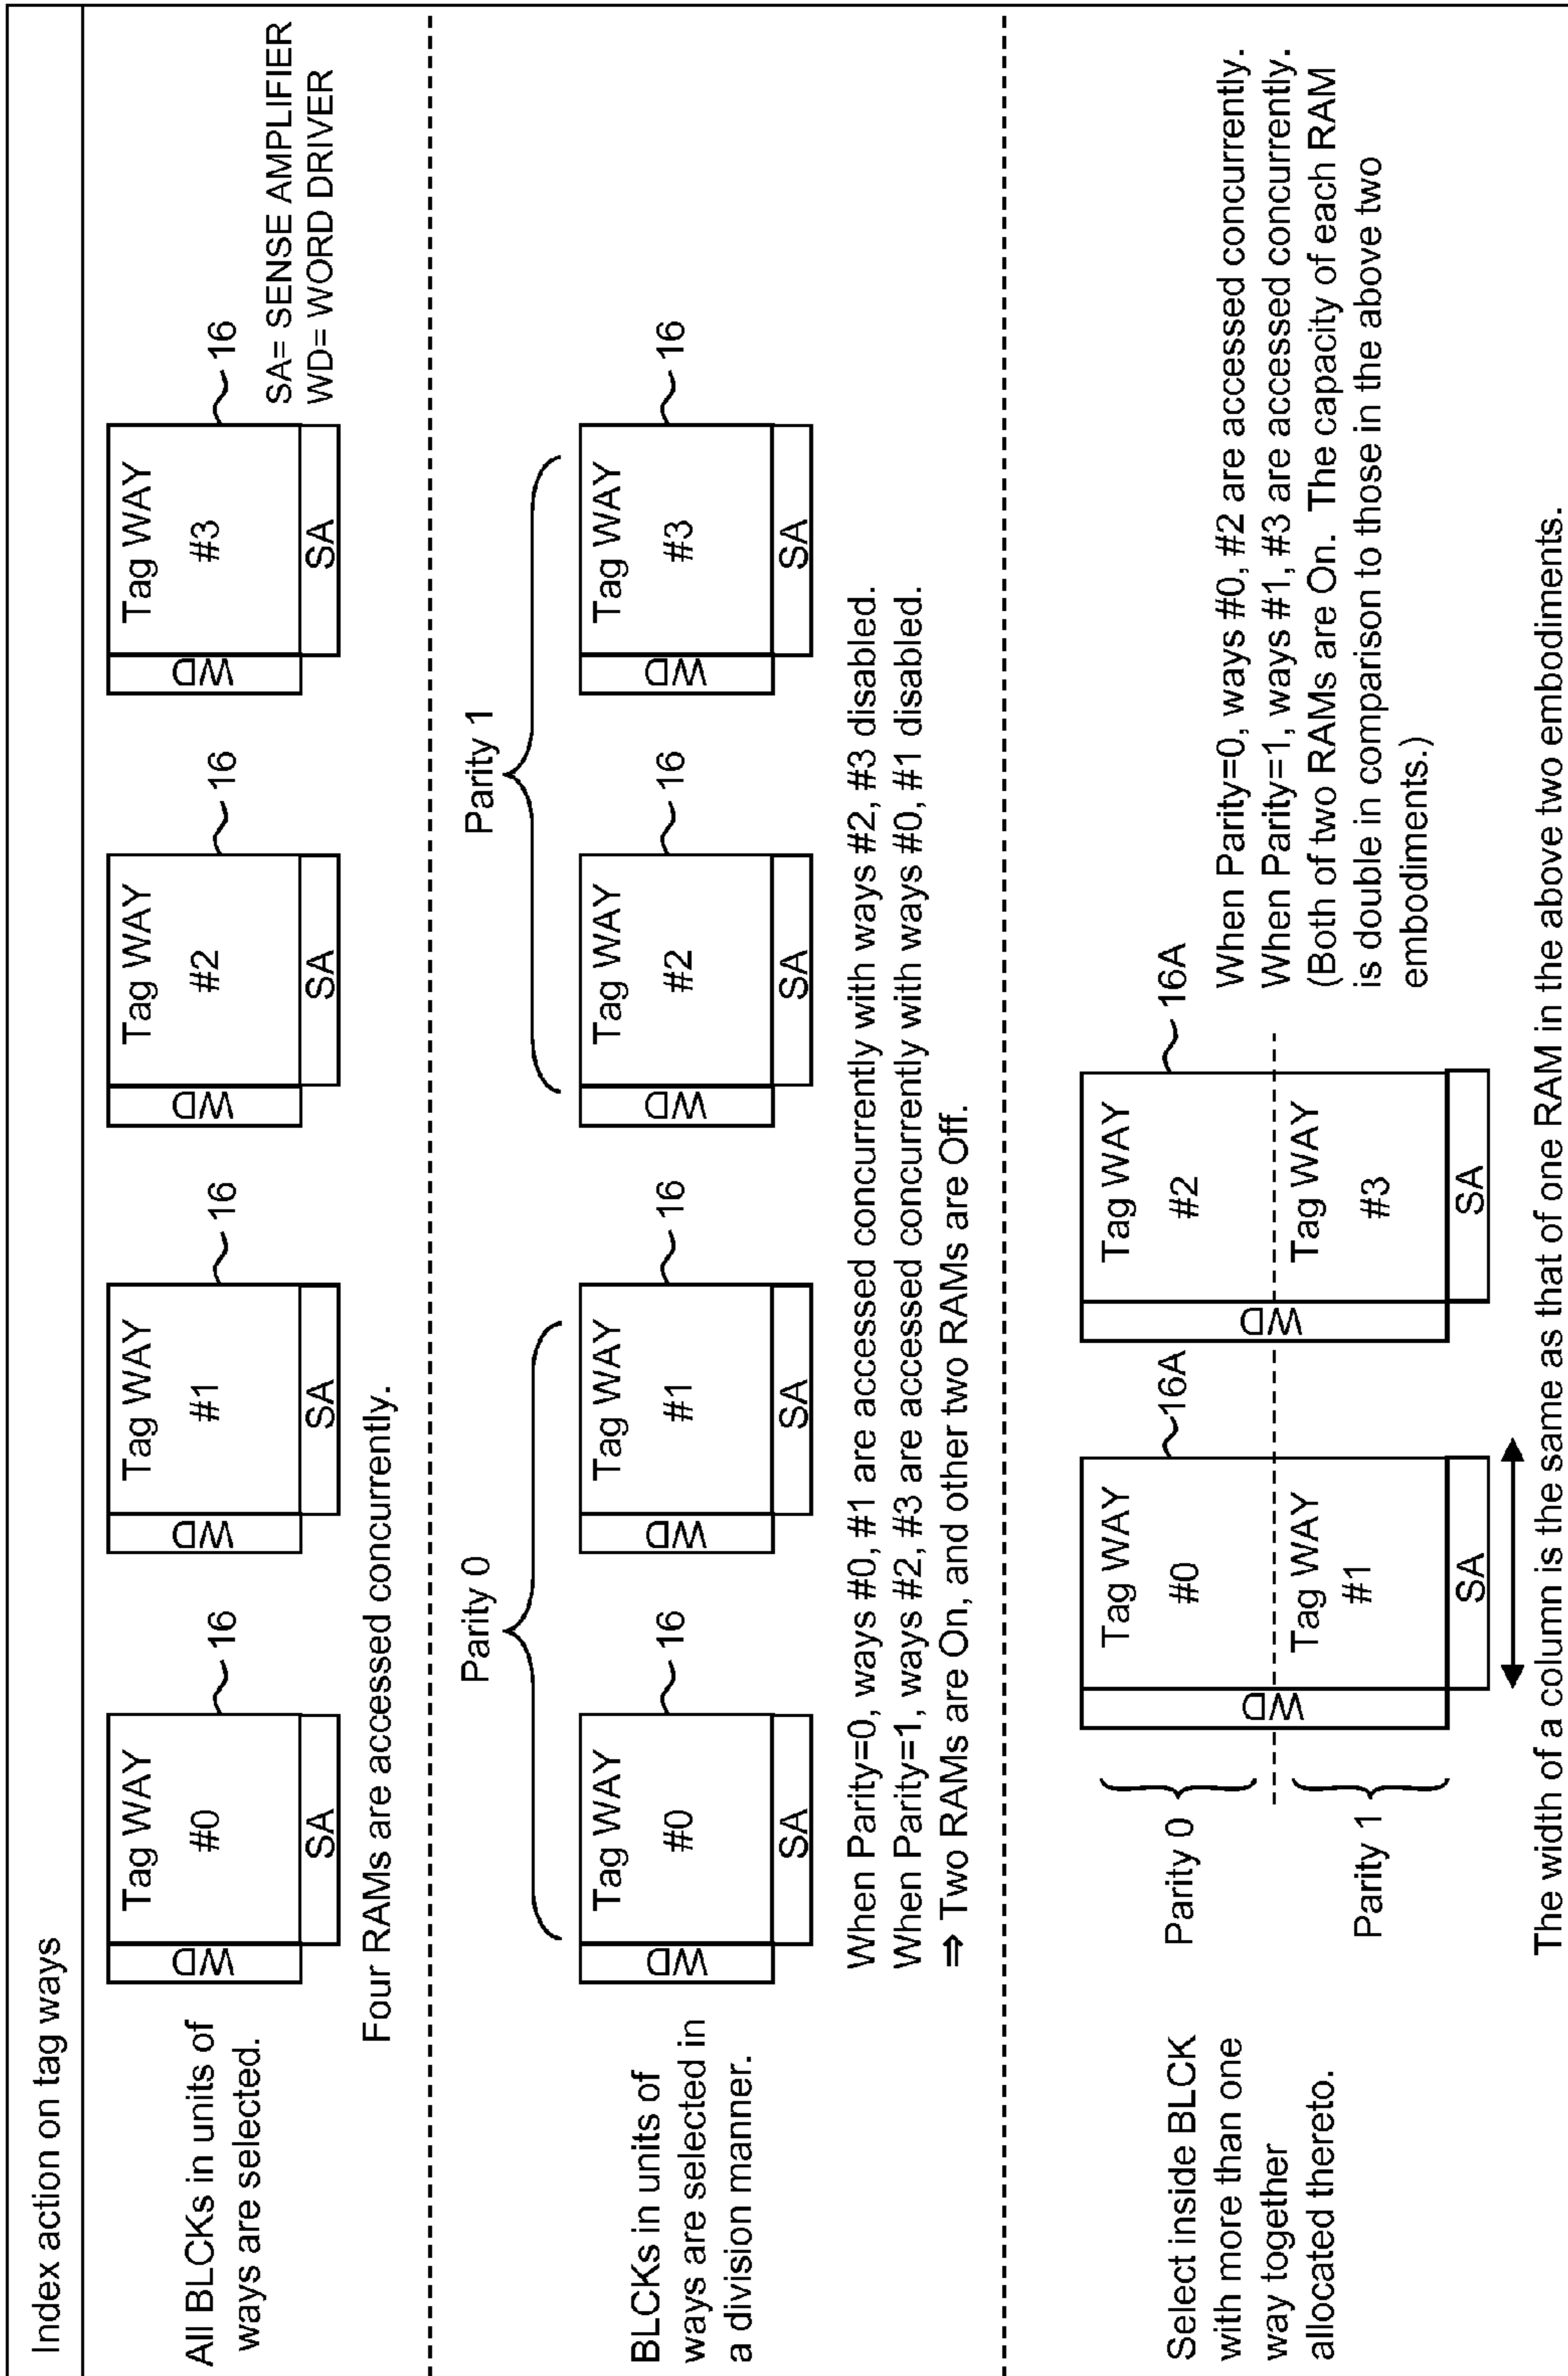 Index action on tag ways
All BLCKs in units of
ways are selected.
WD
Tag WAY
#0
SA
16
WD
Tag WAY
#1
SA
16
WD
Tag WAY
#2
SA
16
WD
Tag WAY
#3
SA
16
SA= SENSE AMPLIFIER
WD= WORD DRIVER
Four RAMs are accessed concurrently.
BLCKs in units of
ways are selected in
a division manner.
Parity 0
Parity 1
WD
Tag WAY
#0
SA
16
WD
Tag WAY
#1
SA
16
WD
Tag WAY
#2
SA
16
WD
Tag WAY
#3
SA
16
When Parity=0, ways #0, #1 are accessed concurrently with ways #2, #3 disabled.
When Parity=1, ways #2, #3 are accessed concurrently with ways #0, #1 disabled.
⇒ Two RAMs are On, and other two RAMs are Off.
Select inside BLCK
with more than one
way together
allocated thereto.
Parity 0
Parity 1
WD
Tag WAY
#0
Tag WAY
#1
SA
16A
WD
Tag WAY
#2
Tag WAY
#3
SA
16A
When Parity=0, ways #0, #2 are accessed concurrently.
When Parity=1, ways #1, #3 are accessed concurrently.
(Both of two RAMs are On. The capacity of each RAM
is double in comparison to those in the above two
embodiments.)
The width of a column is the same as that of one RAM in the above two embodiments.